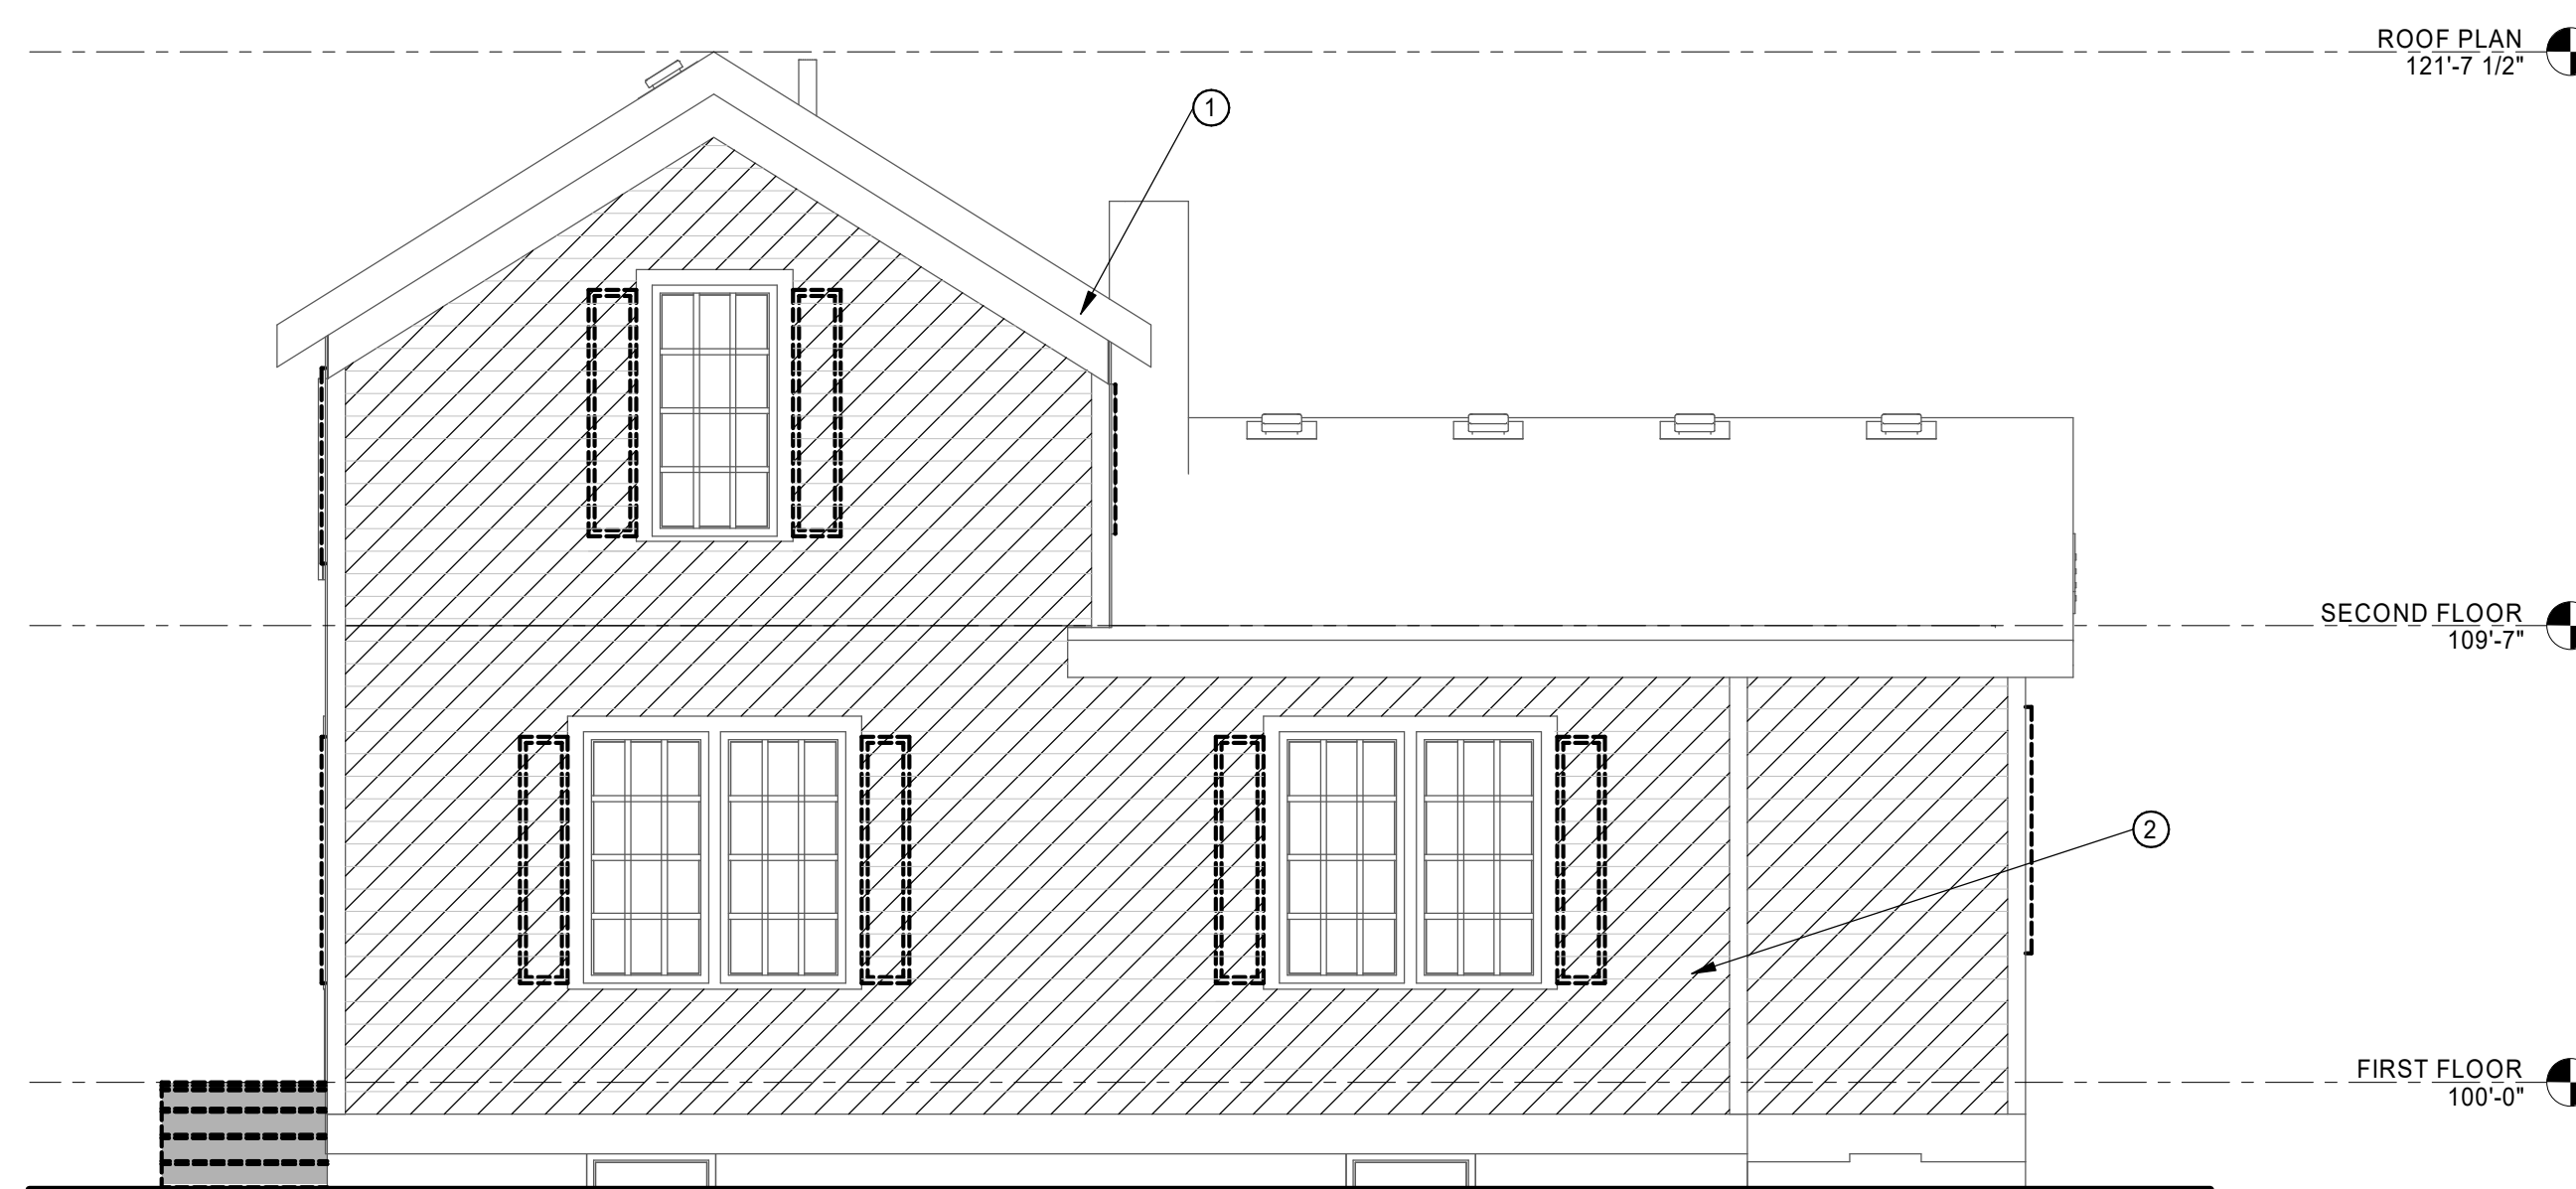 ROOF PLAN
121'-7 1/2"
1
SECOND FLOOR
109'-7"
2
FIRST FLOOR
100'-0"